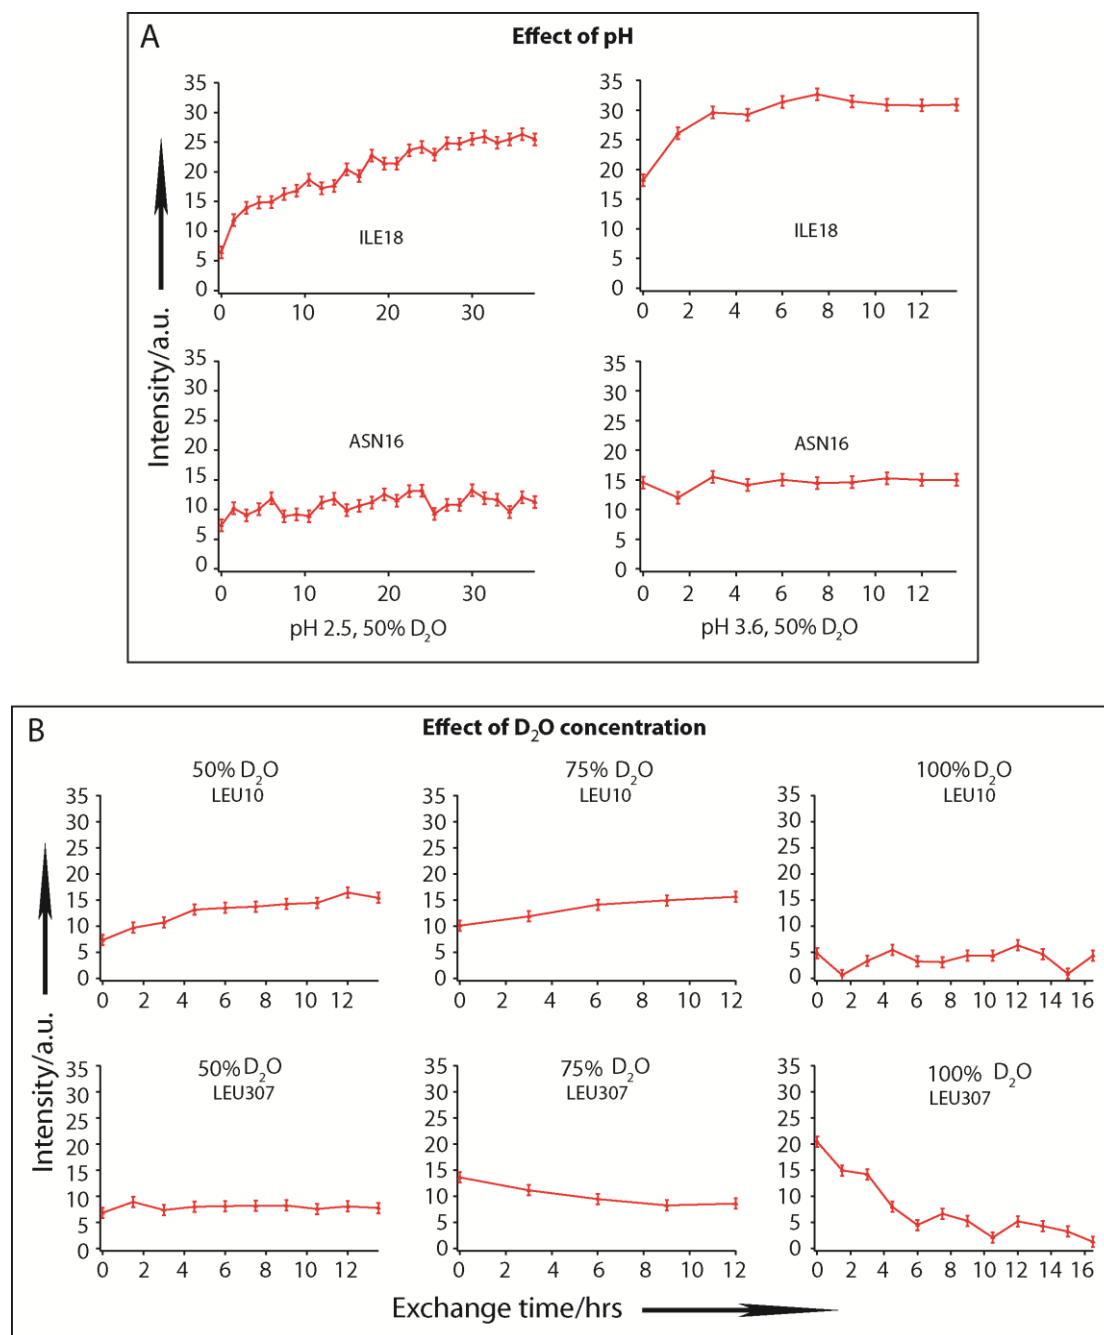 A
Effect of pH
Intensity/a.u.
35
30
25
20
15
10
5
0
0 10 20 30
ILE18
35
30
25
20
15
10
5
0
0 2 4 6 8 10 12
ILE18
35
30
25
20
15
10
5
0
0 10 20 30
ASN16
pH 2.5, 50% D₂O
35
30
25
20
15
10
5
0
0 2 4 6 8 10 12
ASN16
pH 3.6, 50% D₂O
B
Effect of D₂O concentration
Intensity/a.u.
50% D₂O
LEU10
35
30
25
20
15
10
5
0
0 2 4 6 8 10 12
75% D₂O
LEU10
35
30
25
20
15
10
5
0
0 2 4 6 8 10 12
100% D₂O
LEU10
35
30
25
20
15
10
5
0
0 2 4 6 8 10 12 14 16
50% D₂O
LEU307
35
30
25
20
15
10
5
0
0 2 4 6 8 10 12
75% D₂O
LEU307
35
30
25
20
15
10
5
0
0 2 4 6 8 10 12
100% D₂O
LEU307
35
30
25
20
15
10
5
0
0 2 4 6 8 10 12 14 16
Exchange time/hrs